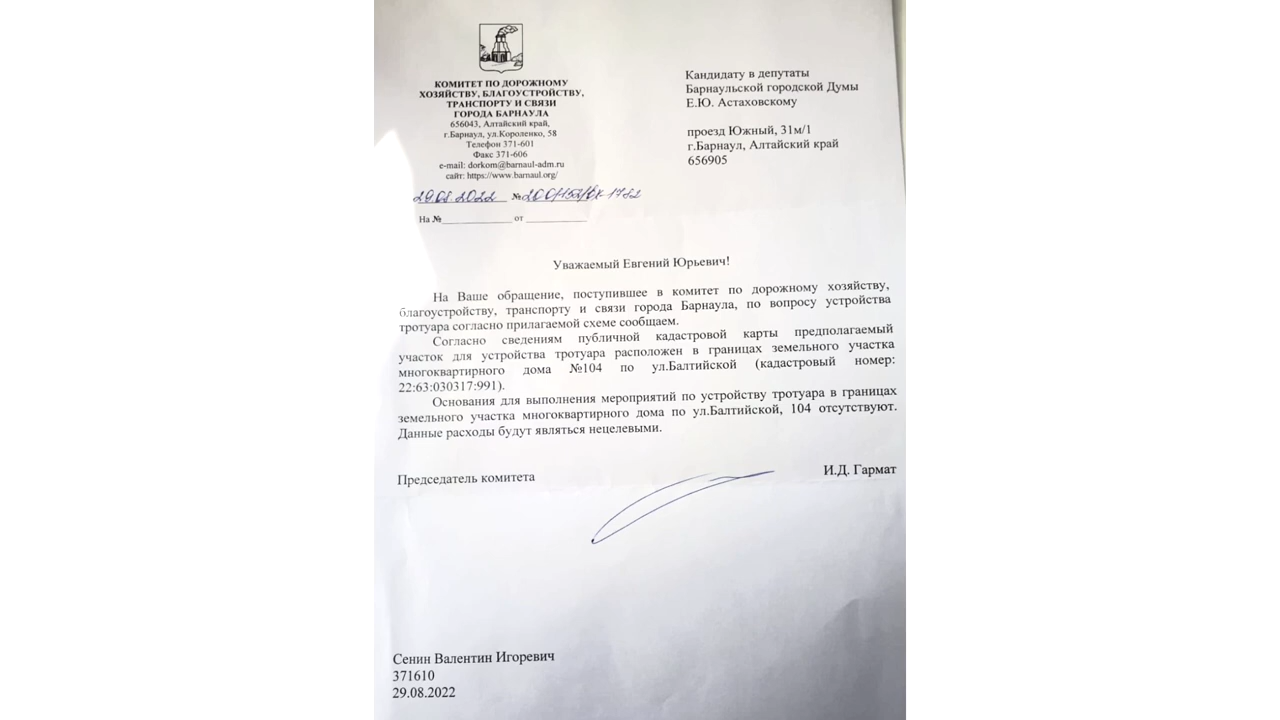 КОМИТЕТ ПО ДОРОЖНОМУ
ХОЗЯЙСТВУ, БЛАГОУСТРОЙСТВУ,
ТРАНСПОРТУ И СВЯЗИ
ГОРОДА БАРНАУЛА
656043, Алтайский край,
г.Барнаул, ул.Короленко, 58
Телефон 371-601
Факс 371-606
e-mail: dorkom@barnaul-adm.ru
сайт: https://www.barnaul.org/
29.08.2022 №
На №______________ от ____________
Кандидату в депутаты
Барнаульской городской Думы
Е.Ю. Астаховскому
проезд Южный, 31м/1
г.Барнаул, Алтайский край
656905
Уважаемый Евгений Юрьевич!
На Ваше обращение, поступившее в комитет по дорожному хозяйству,
благоустройству, транспорту и связи города Барнаула, по вопросу устройства
тротуара согласно прилагаемой схеме сообщаем.
Согласно сведениям публичной кадастровой карты предполагаемый
участок для устройства тротуара расположен в границах земельного участка
многоквартирного дома №104 по ул.Балтийской (кадастровый номер:
22:63:030317:991).
Основания для выполнения мероприятий по устройству тротуара в границах
земельного участка многоквартирного дома по ул.Балтийской, 104 отсутствуют.
Данные расходы будут являться нецелевыми.
Председатель комитета И.Д. Гармат
Сенин Валентин Игоревич
371610
29.08.2022